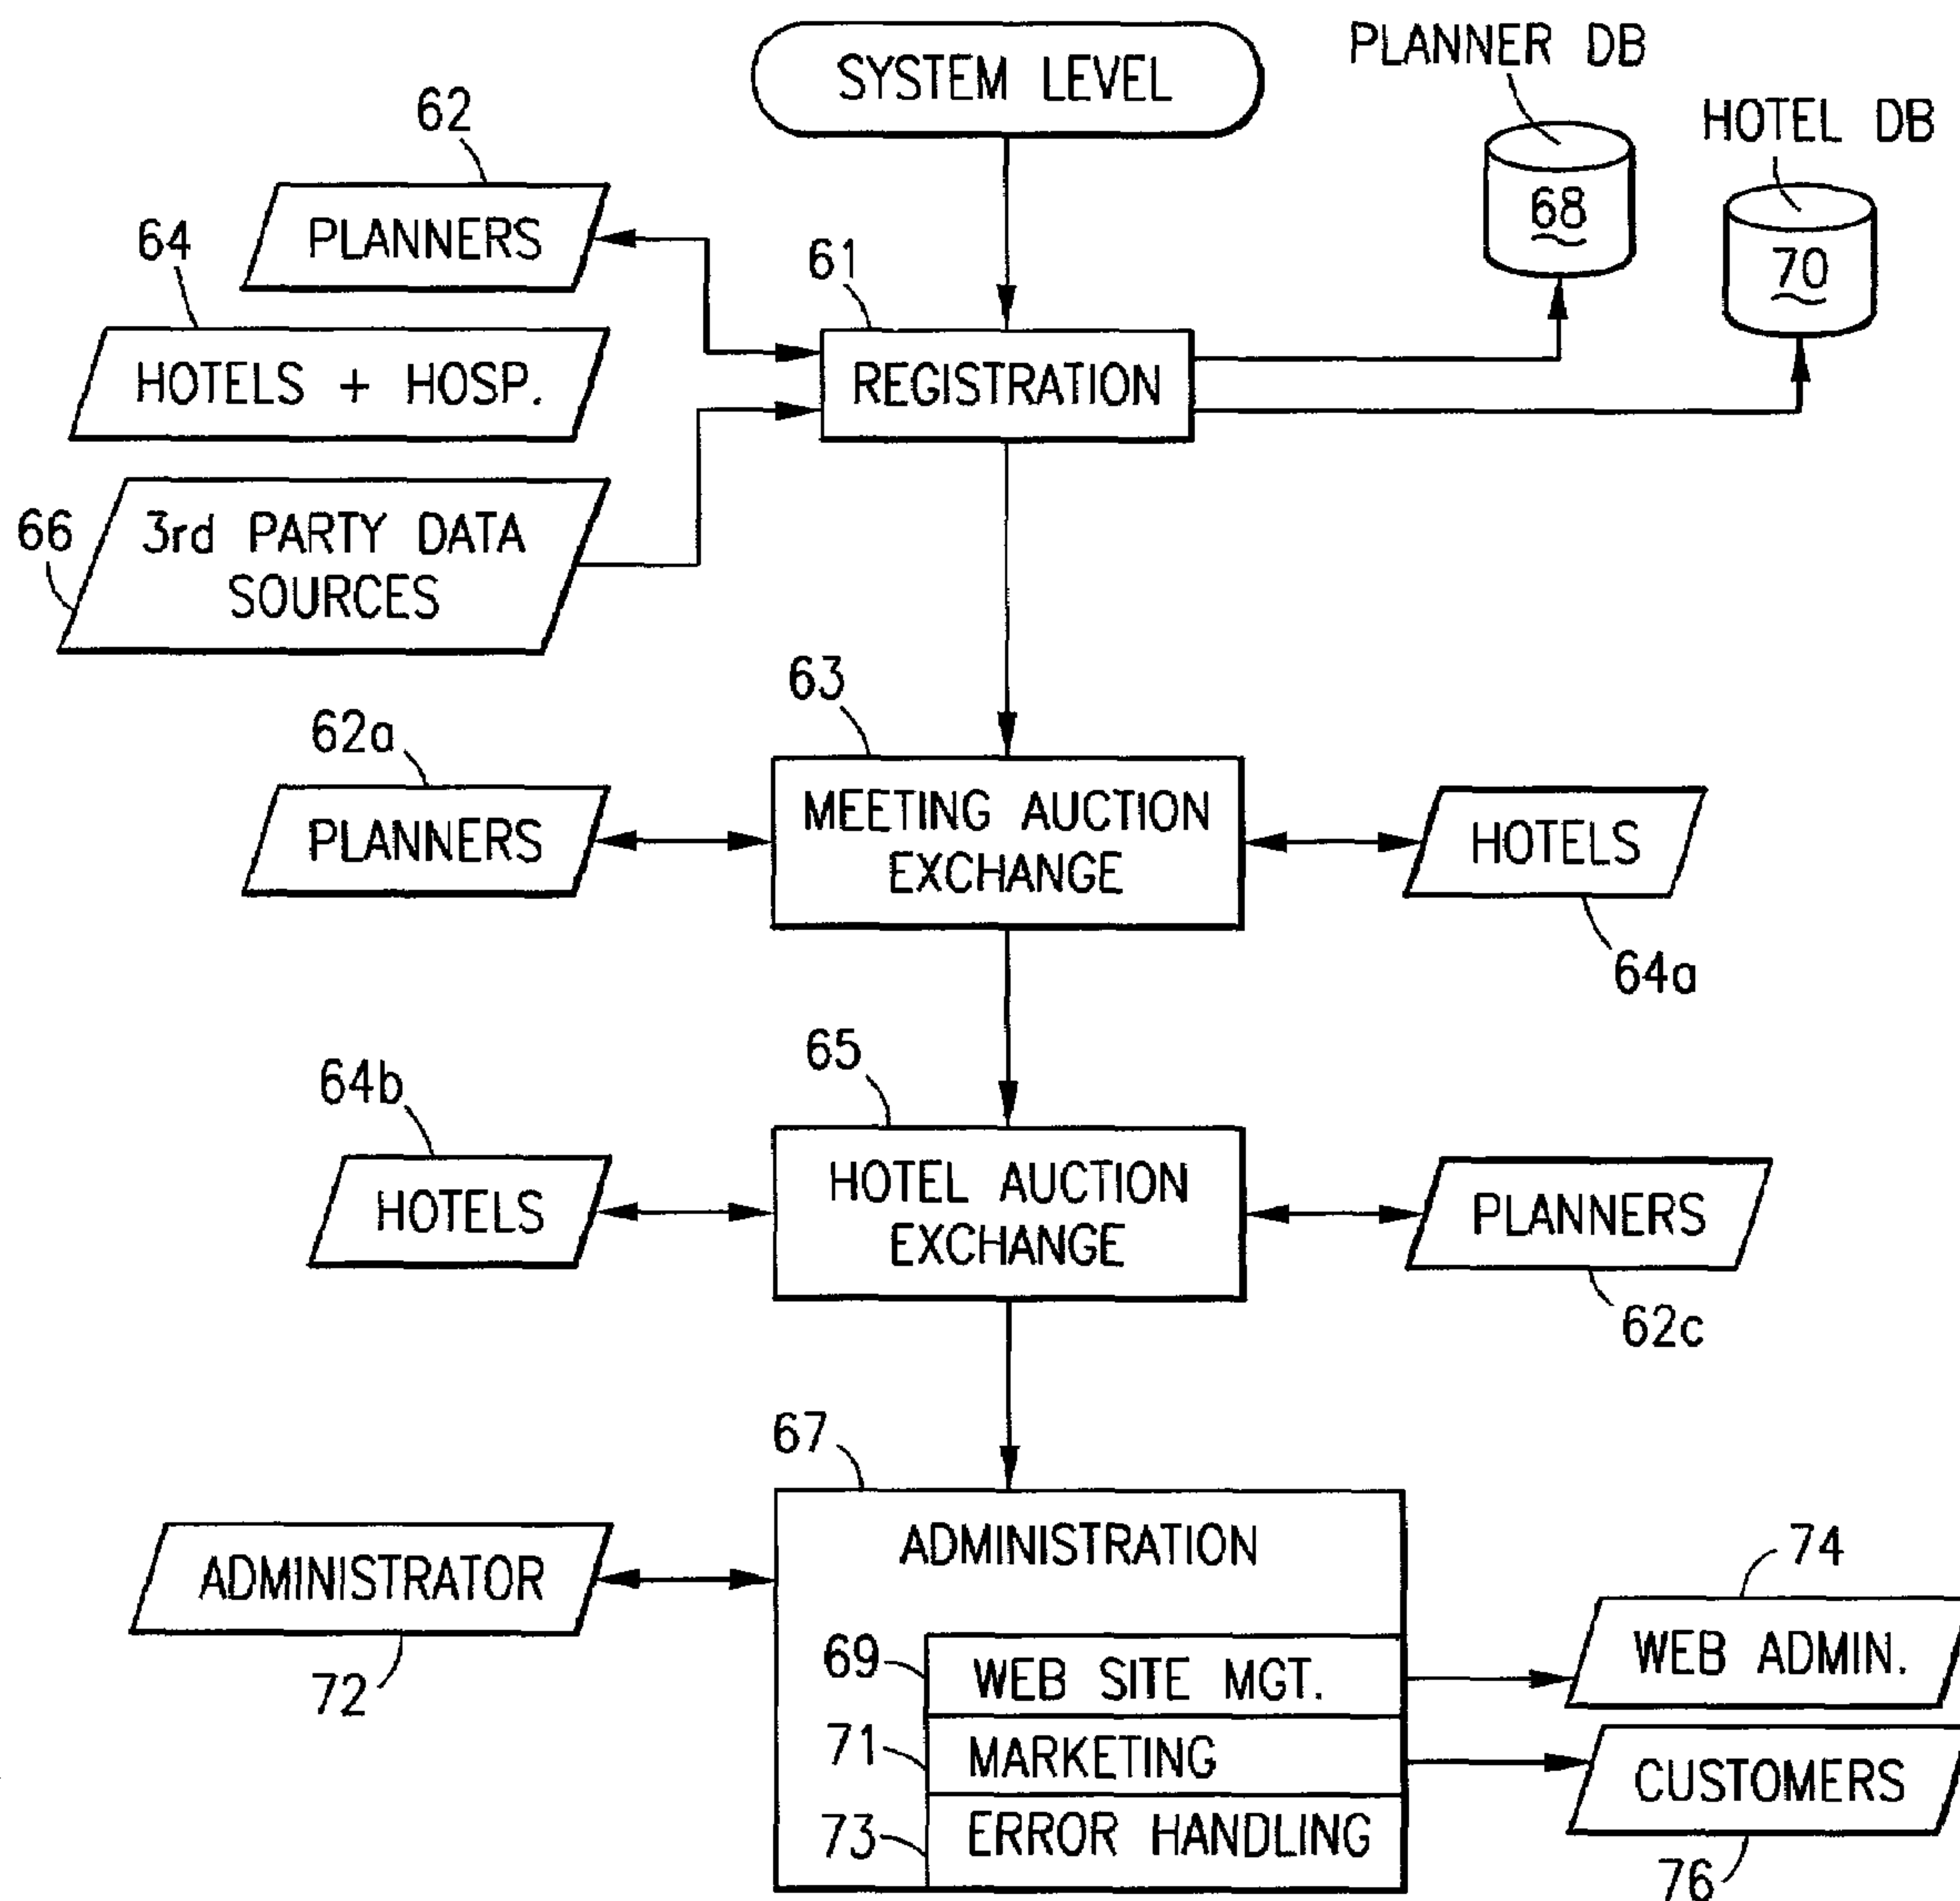 SYSTEM LEVEL
PLANNER DB
HOTEL DB
62
PLANNERS
68
70
64
HOTELS + HOSP.
61
REGISTRATION
66
3rd PARTY DATA
SOURCES
63
62a
PLANNERS
MEETING AUCTION
EXCHANGE
HOTELS
64a
65
64b
HOTELS
HOTEL AUCTION
EXCHANGE
PLANNERS
62c
67
ADMINISTRATION
ADMINISTRATOR
72
74
69
WEB SITE MGT.
WEB ADMIN.
71
MARKETING
CUSTOMERS
73
ERROR HANDLING
76